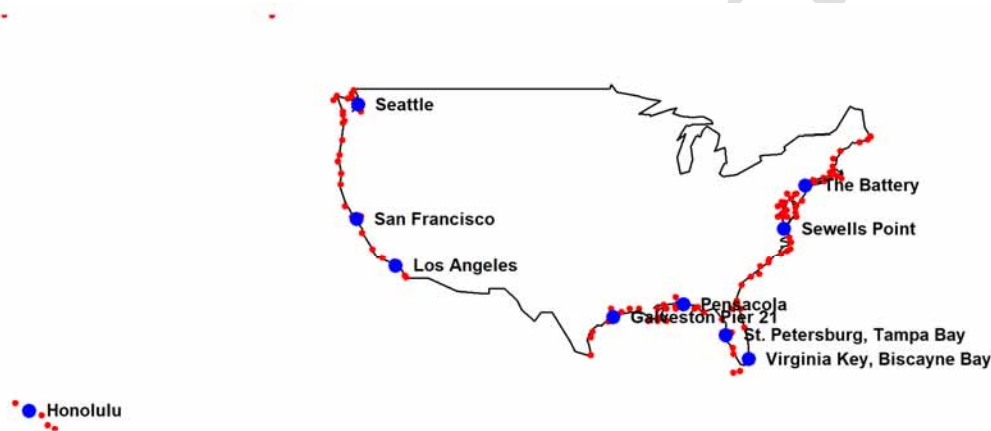 Seattle
The Battery
San Francisco
Sewells Point
Los Angeles
Pensacola
Galveston Pier 21
St. Petersburg, Tampa Bay
Virginia Key, Biscayne Bay
Honolulu